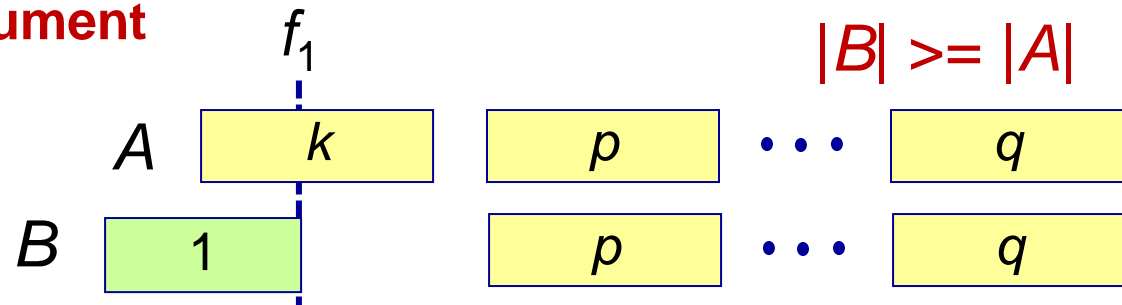 ument
f1
|B| >= |A|
A k p • • • q
B 1 p • • • q